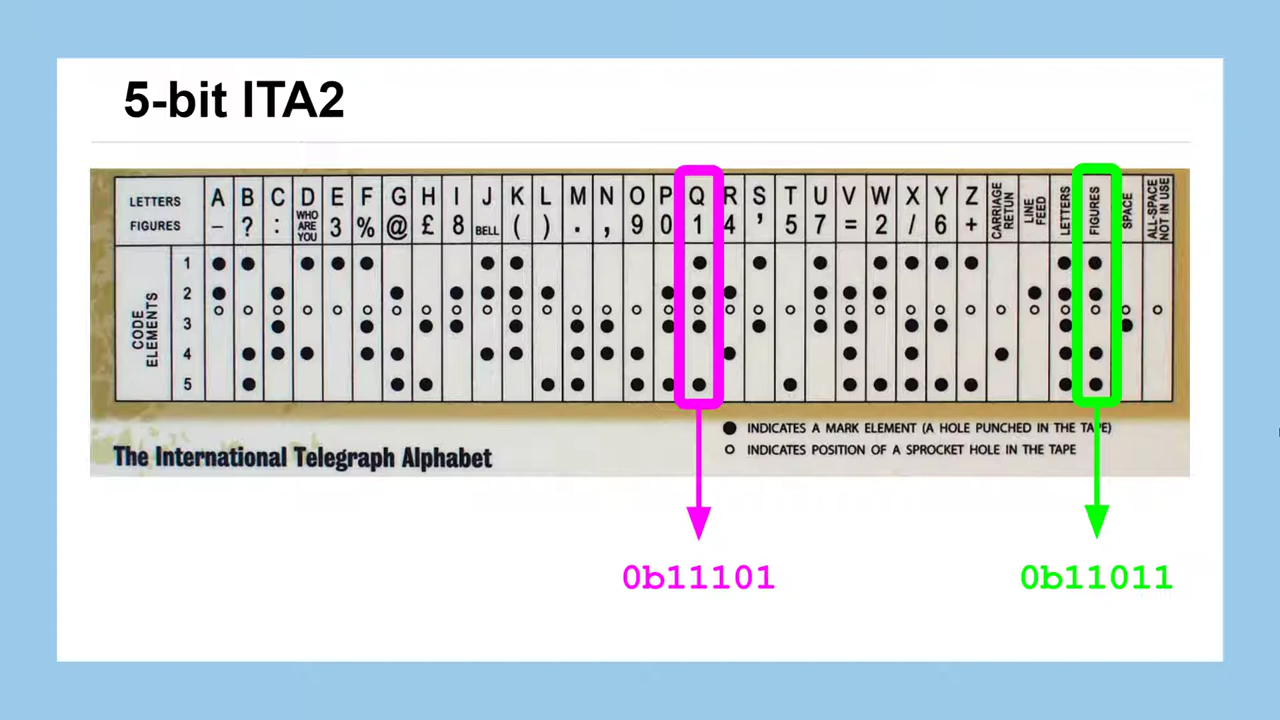 5-bit ITA2
LETTERS A B C D E F G H I J K L M N O P Q R S T U V W X Y Z CARRIAGE RETUN LINE FEED LETTERS FIGURES SPACE ALL-SPACE NOT IN USE
FIGURES – ? : WHO ARE YOU 3 % @ £ 8 BELL ( ) . , 9 0 1 4 ' 5 7 = 2 / 6 +
CODE ELEMENTS
1
2
3
4
5
INDICATES A MARK ELEMENT (A HOLE PUNCHED IN THE TAPE)
INDICATES POSITION OF A SPROCKET HOLE IN THE TAPE
The International Telegraph Alphabet
0b11101 0b11011